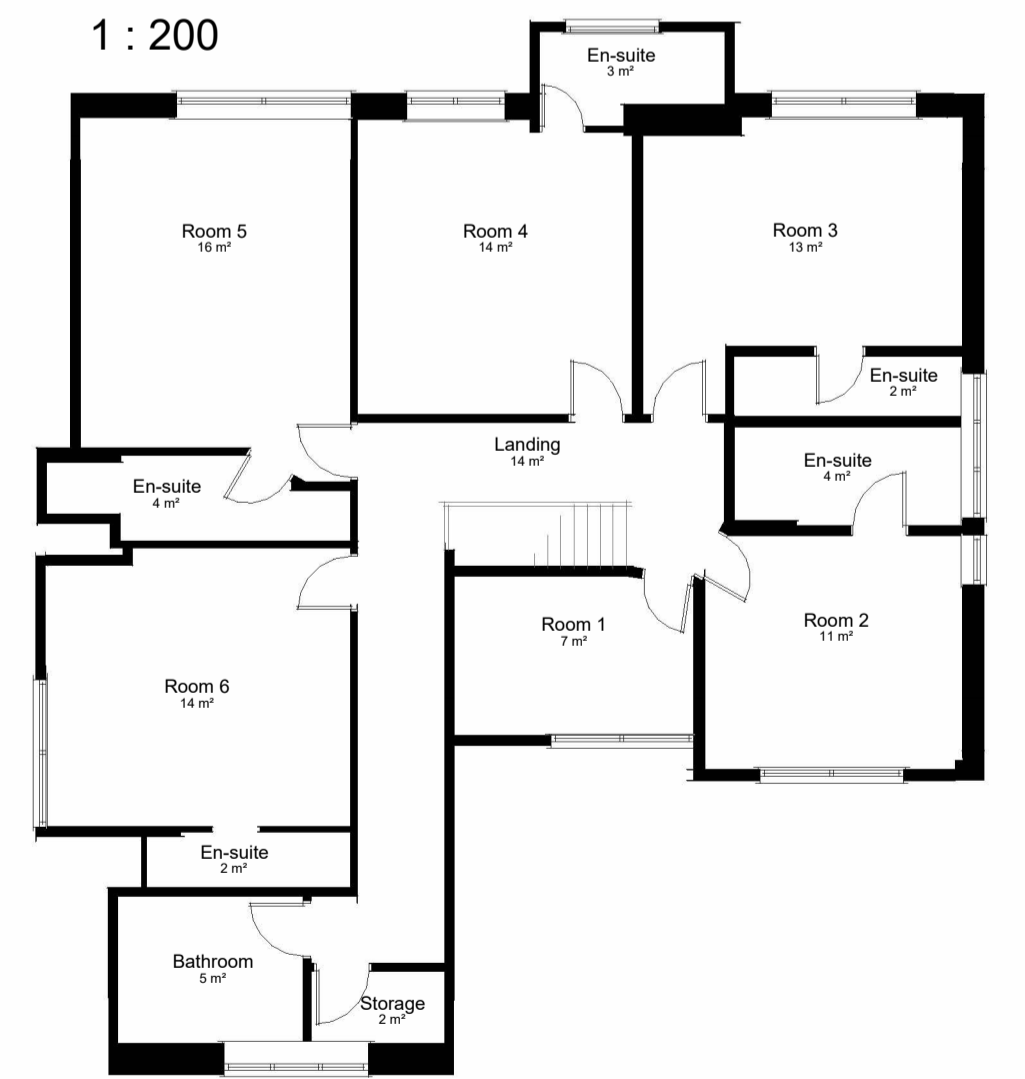 1 : 200
En-suite
3 m²
Room 5
16 m²
Room 4
14 m²
Room 3
13 m²
En-suite
2 m²
Landing
14 m²
En-suite
4 m²
En-suite
4 m²
Room 1
7 m²
Room 2
11 m²
Room 6
14 m²
En-suite
2 m²
Bathroom
5 m²
Storage
2 m²